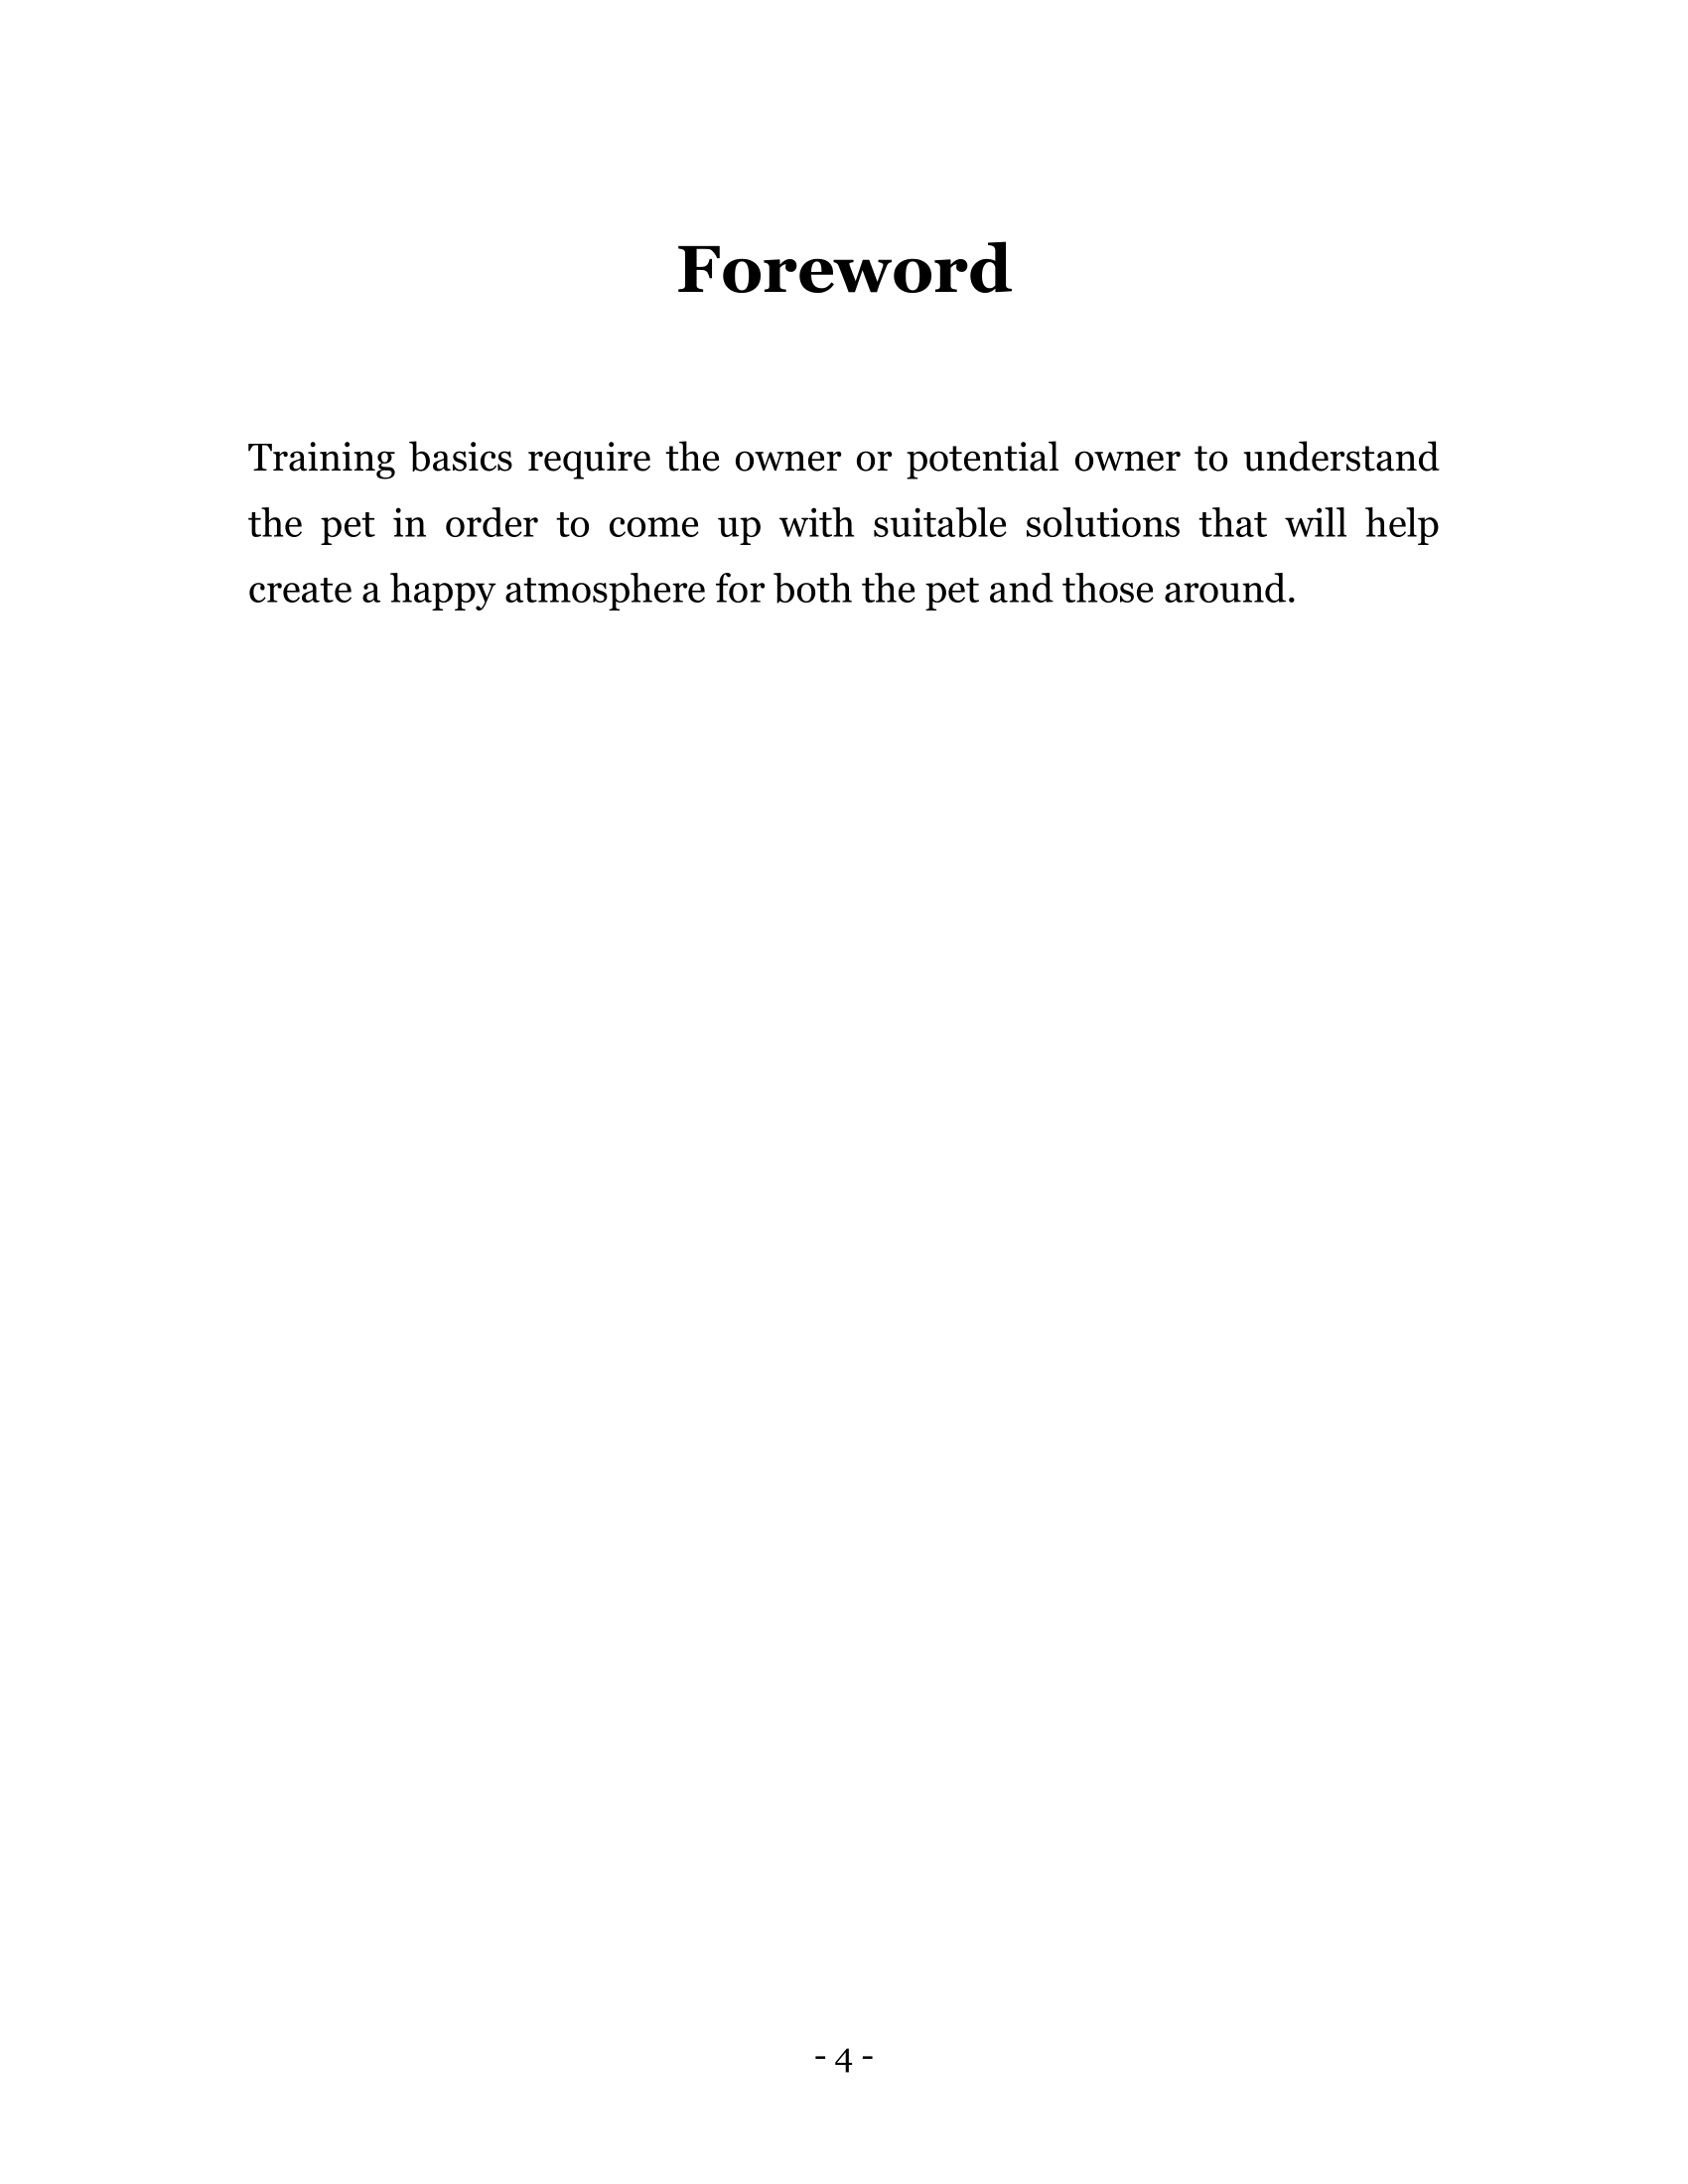 Foreword
Training basics require the owner or potential owner to understand
the pet in order to come up with suitable solutions that will help
create a happy atmosphere for both the pet and those around.
- 4 -